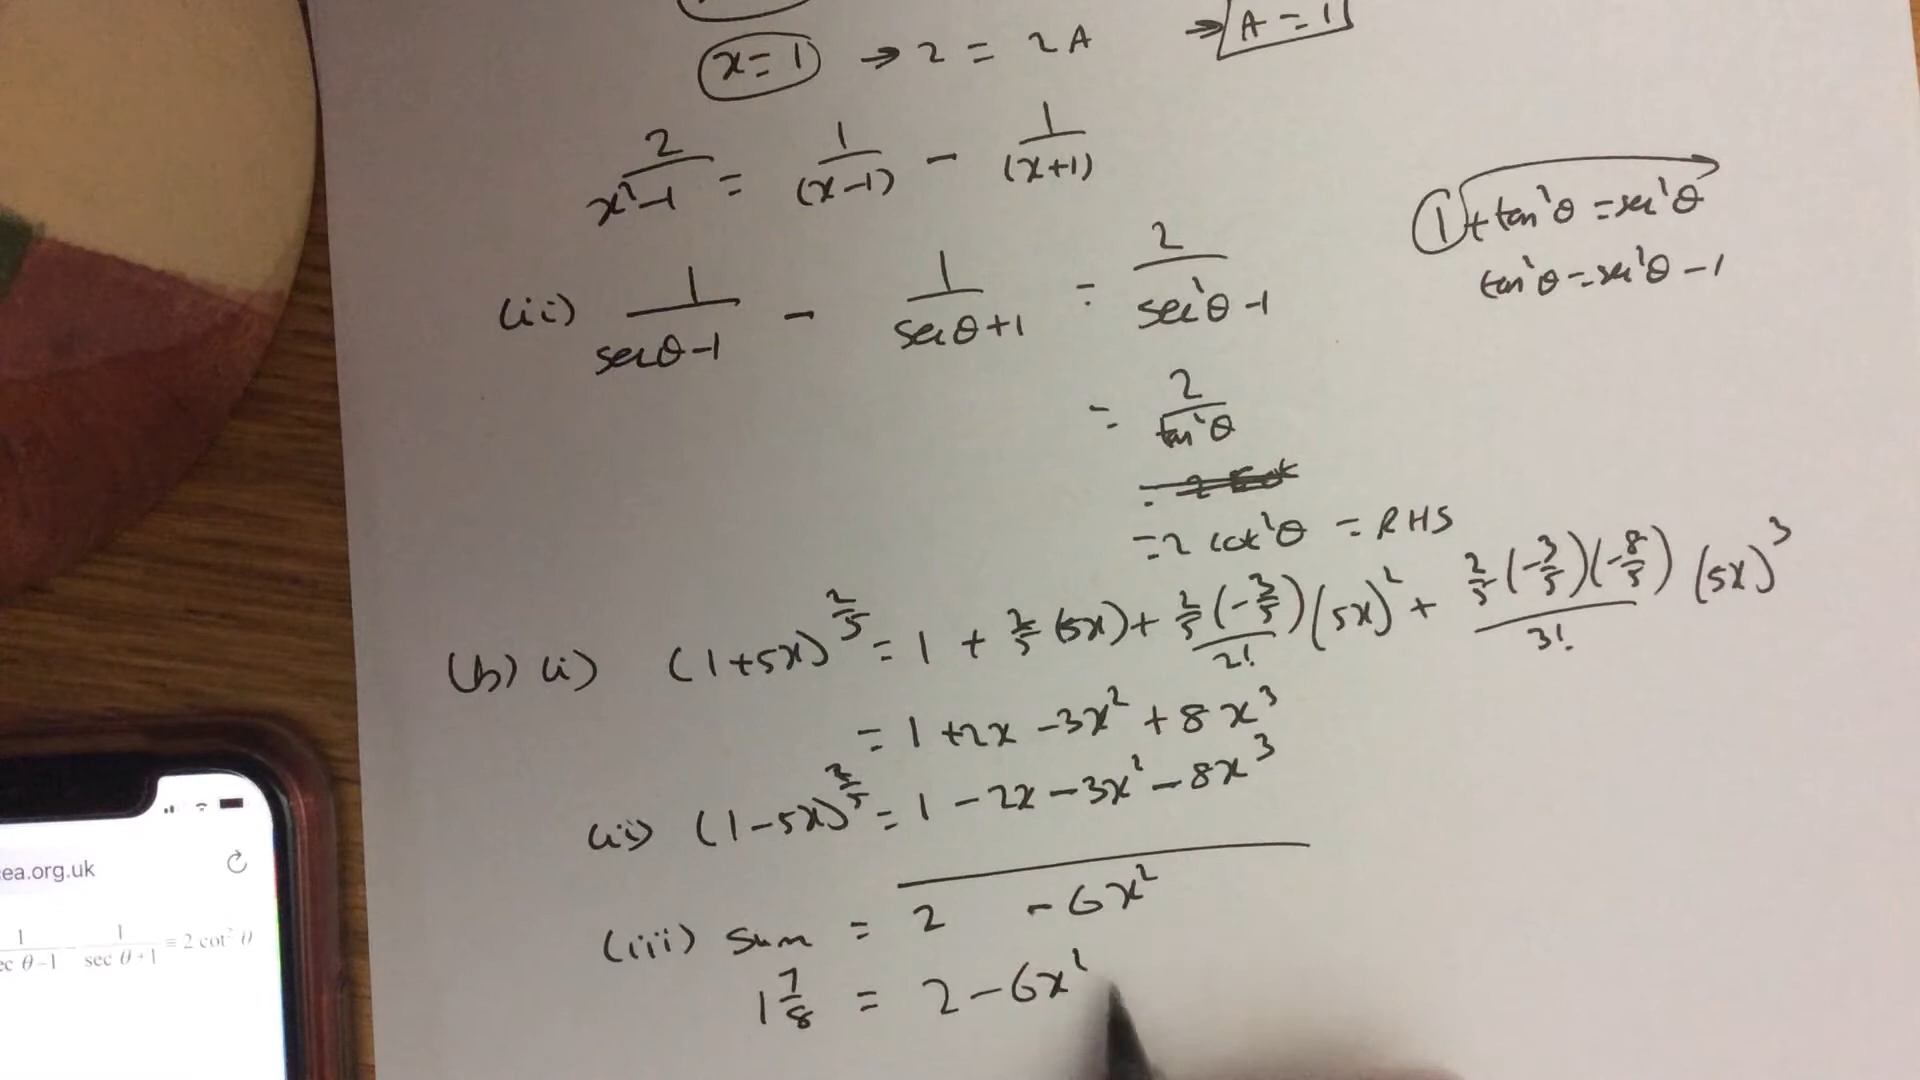 x=1 → 2 = 2A → A = 1
2/(x²-1) = 1/(x-1) - 1/(x+1)
1 + tan²θ = sec²θ
tan²θ = sec²θ - 1
(ii) 1/(secθ-1) - 1/(secθ+1) = 2/(sec²θ-1)
= 2/tan²θ
= 2 cot²θ = RHS
(b) (i) (1+5x)^(2/5) = 1 + 2/5 (5x) + 2/5(-3/5)/2! (5x)² + 2/5(-3/5)(-8/5)/3! (5x)³
= 1 + 2x - 3x² + 8x³
(ii) (1-5x)^(2/5) = 1 - 2x - 3x² - 8x³
(iii) Sum = 2 - 6x²
1 7/8 = 2 - 6x²
ea.org.uk
1/(ec θ-1) - 1/(sec θ+1) ≡ 2 cot² θ